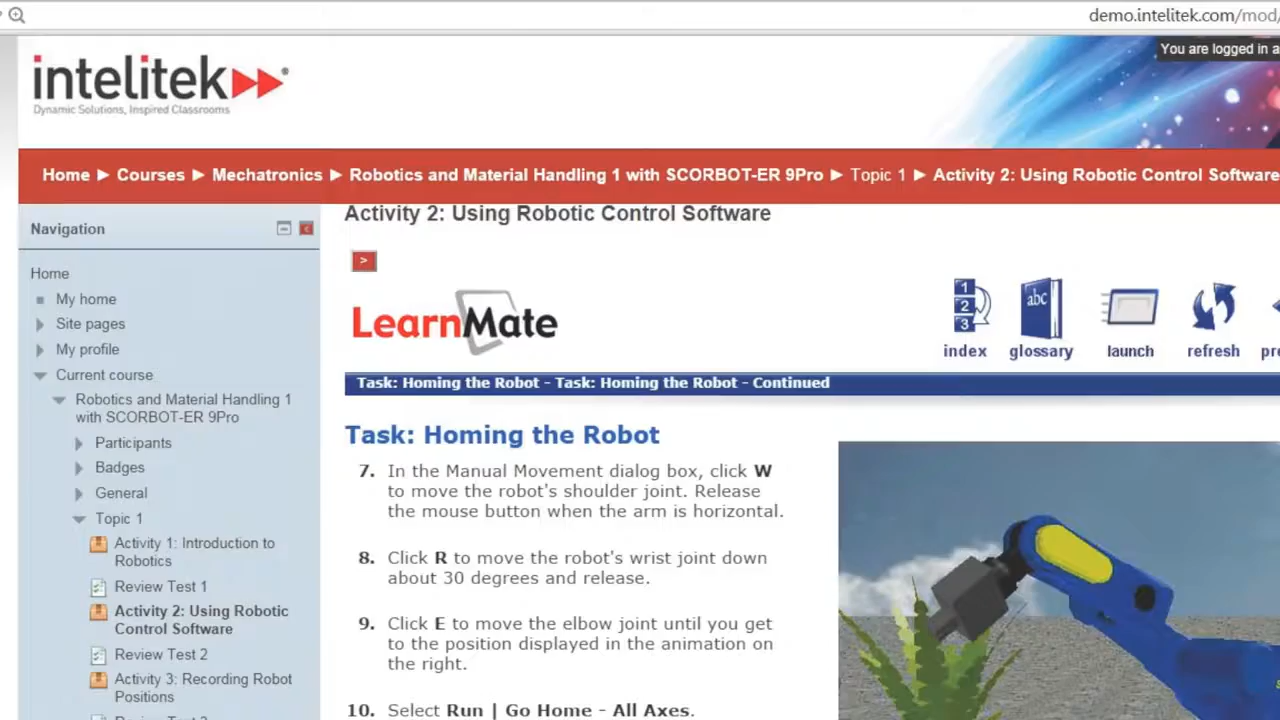 demo.intelitek.com/mod/
You are logged in a
intelitek®
Dynamic Solutions, Inspired Classrooms
Home ► Courses ► Mechatronics ► Robotics and Material Handling 1 with SCORBOT-ER 9Pro ► Topic 1 ► Activity 2: Using Robotic Control Software
Navigation
Home
My home
Site pages
My profile
Current course
Robotics and Material Handling 1
with SCORBOT-ER 9Pro
Participants
Badges
General
Topic 1
Activity 1: Introduction to
Robotics
Review Test 1
Activity 2: Using Robotic
Control Software
Review Test 2
Activity 3: Recording Robot
Positions
Activity 2: Using Robotic Control Software
>
LearnMate
1
2
3
abc
index
glossary
launch
refresh
Task: Homing the Robot - Task: Homing the Robot - Continued
Task: Homing the Robot
7. In the Manual Movement dialog box, click W
to move the robot's shoulder joint. Release
the mouse button when the arm is horizontal.
8. Click R to move the robot's wrist joint down
about 30 degrees and release.
9. Click E to move the elbow joint until you get
to the position displayed in the animation on
the right.
10. Select Run | Go Home - All Axes.